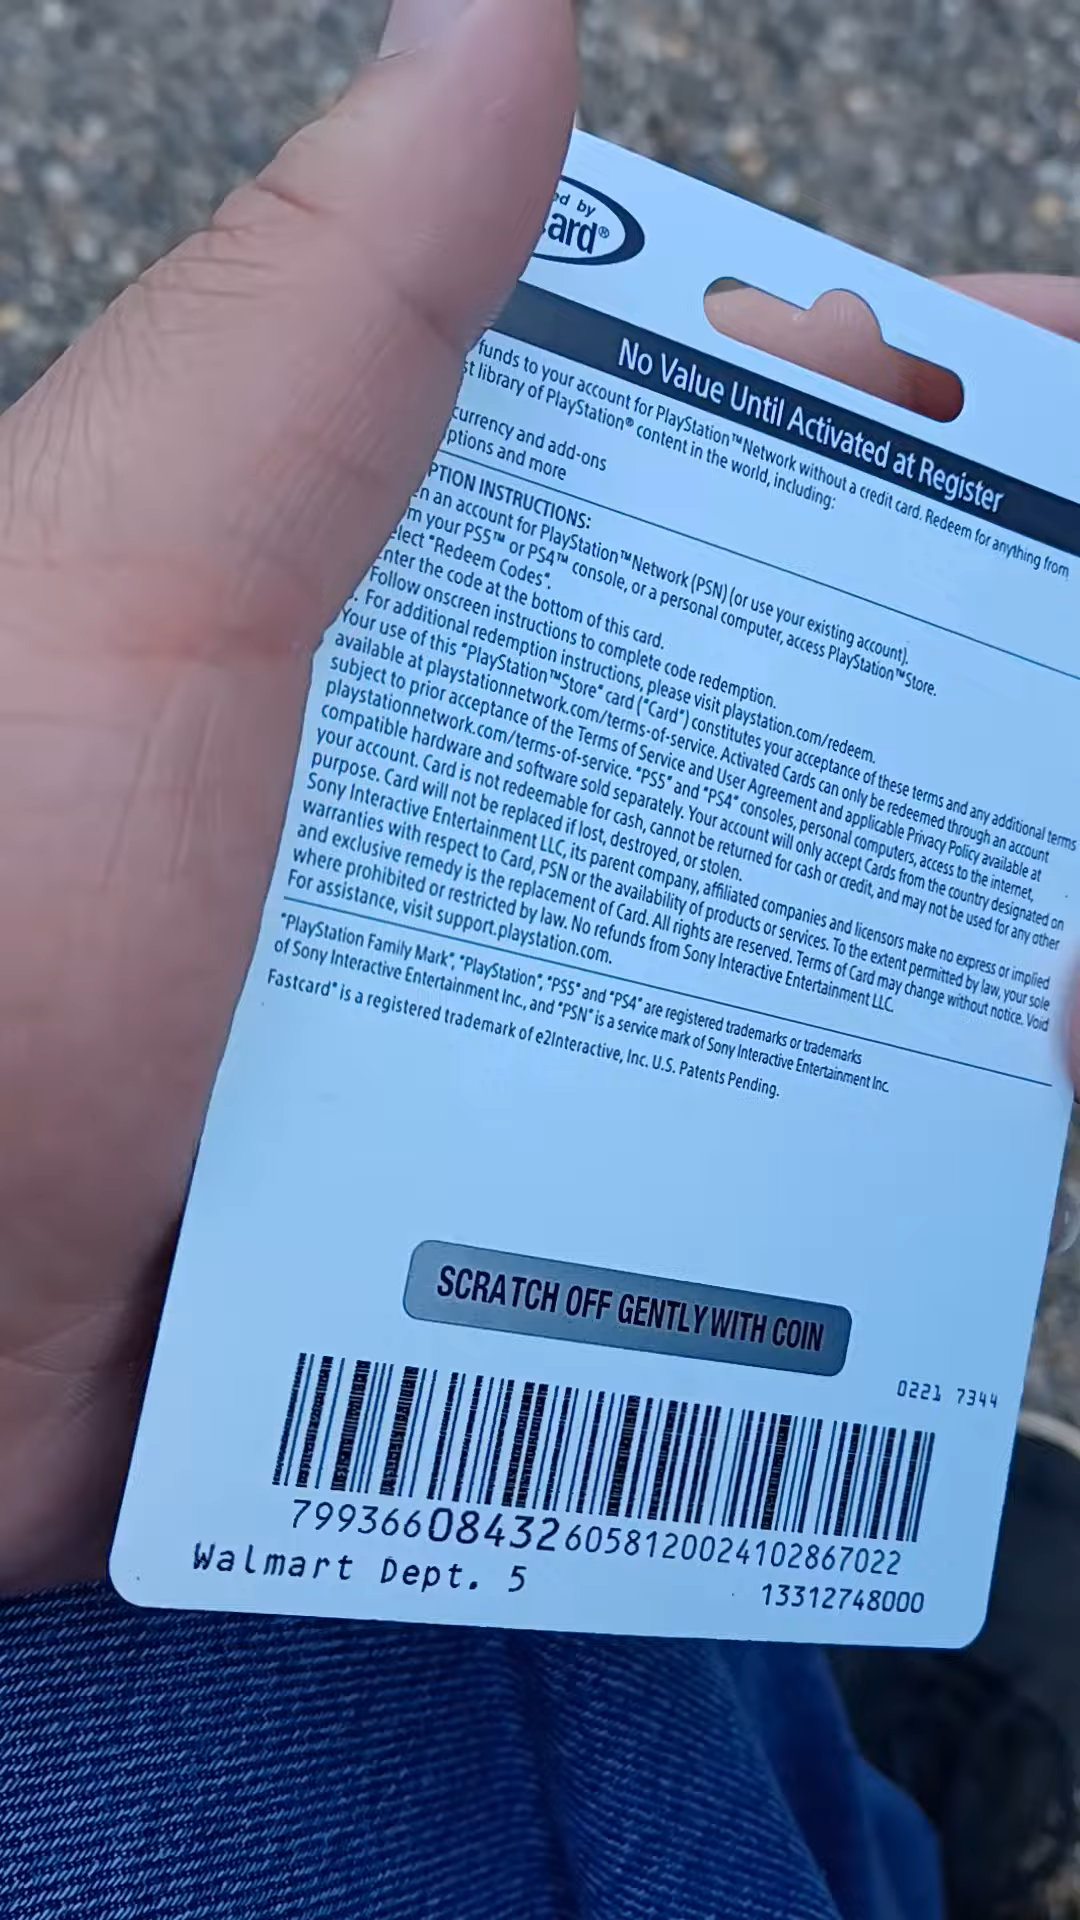 ed by
ard®
No Value Until Activated at Register
funds to your account for PlayStation™Network without a credit card. Redeem for anything from
st library of PlayStation® content in the world, including:
currency and add-ons
ptions and more
PTION INSTRUCTIONS:
en an account for PlayStation™Network (PSN) (or use your existing account).
m your PS5™ or PS4™ console, or a personal computer, access PlayStation™Store.
elect "Redeem Codes".
Enter the code at the bottom of this card.
Follow onscreen instructions to complete code redemption.
. For additional redemption instructions, please visit playstation.com/redeem.
Your use of this "PlayStation™Store" card ("Card") constitutes your acceptance of these terms and any additional terms
available at playstationnetwork.com/terms-of-service. Activated Cards can only be redeemed through an account
subject to prior acceptance of the Terms of Service and User Agreement and applicable Privacy Policy available at
playstationnetwork.com/terms-of-service. "PS5" and "PS4" consoles, personal computers, access to the internet,
compatible hardware and software sold separately. Your account will only accept Cards from the country designated on
your account. Card is not redeemable for cash, cannot be returned for cash or credit, and may not be used for any other
purpose. Card will not be replaced if lost, destroyed, or stolen.
Sony Interactive Entertainment LLC, its parent company, affiliated companies and licensors make no express or implied
warranties with respect to Card, PSN or the availability of products or services. To the extent permitted by law, your sole
and exclusive remedy is the replacement of Card. All rights are reserved. Terms of Card may change without notice. Void
where prohibited or restricted by law. No refunds from Sony Interactive Entertainment LLC.
For assistance, visit support.playstation.com.
"PlayStation Family Mark", "PlayStation", "PS5" and "PS4" are registered trademarks or trademarks
of Sony Interactive Entertainment Inc., and "PSN" is a service mark of Sony Interactive Entertainment Inc.
Fastcard® is a registered trademark of e2Interactive, Inc. U.S. Patents Pending.
SCRATCH OFF GENTLY WITH COIN
0221 7344
799366084326058120024102867022
Walmart Dept. 5
13312748000